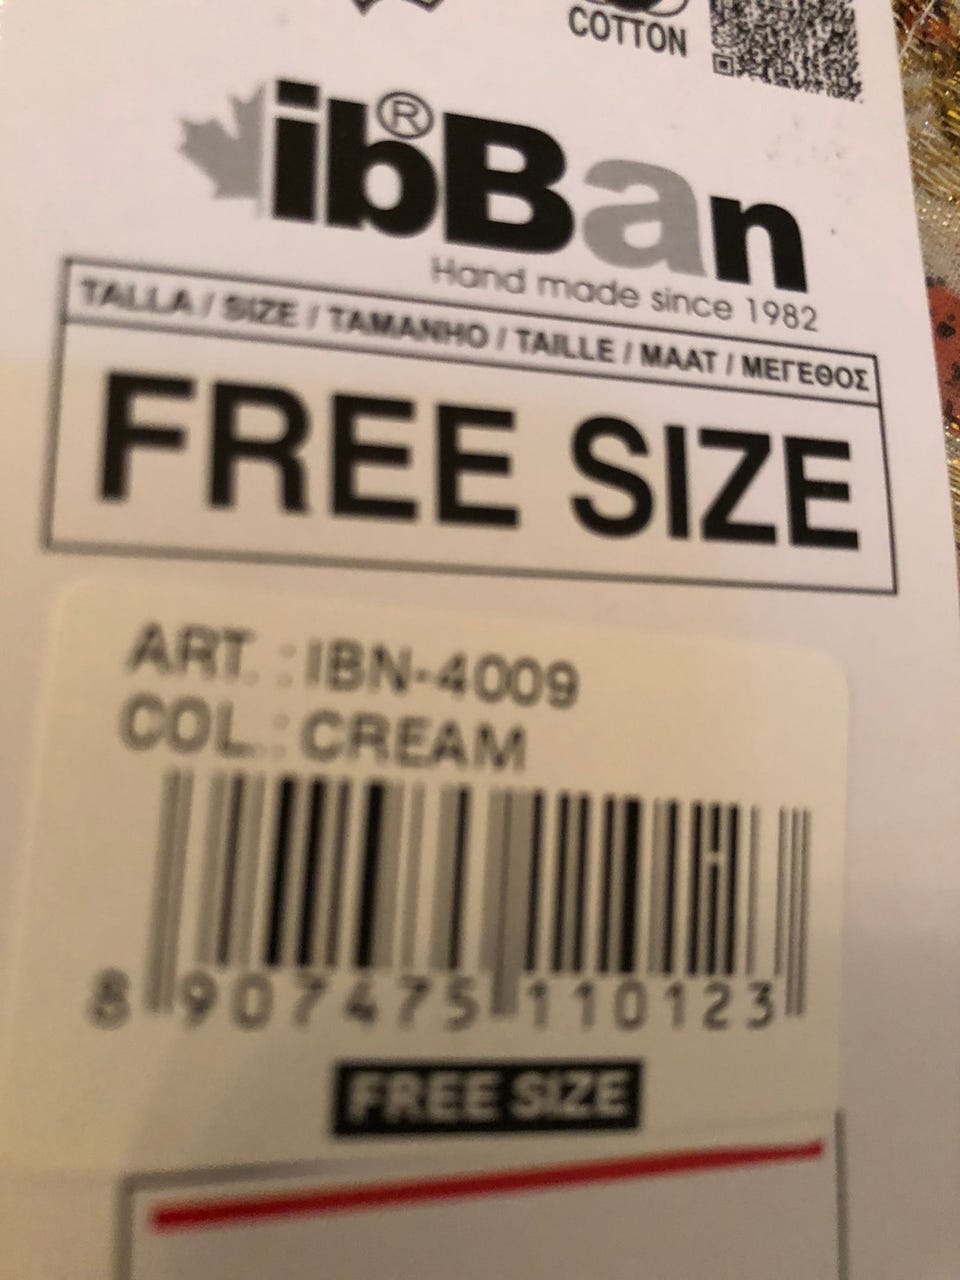 COTTON
ibBan®
Hand made since 1982
TALLA / SIZE / TAMANHO / TAILLE / MAAT / ΜΕΓΕΘΟΣ
FREE SIZE
ART. : IBN-4009
COL. : CREAM
8 907475 110123
FREE SIZE